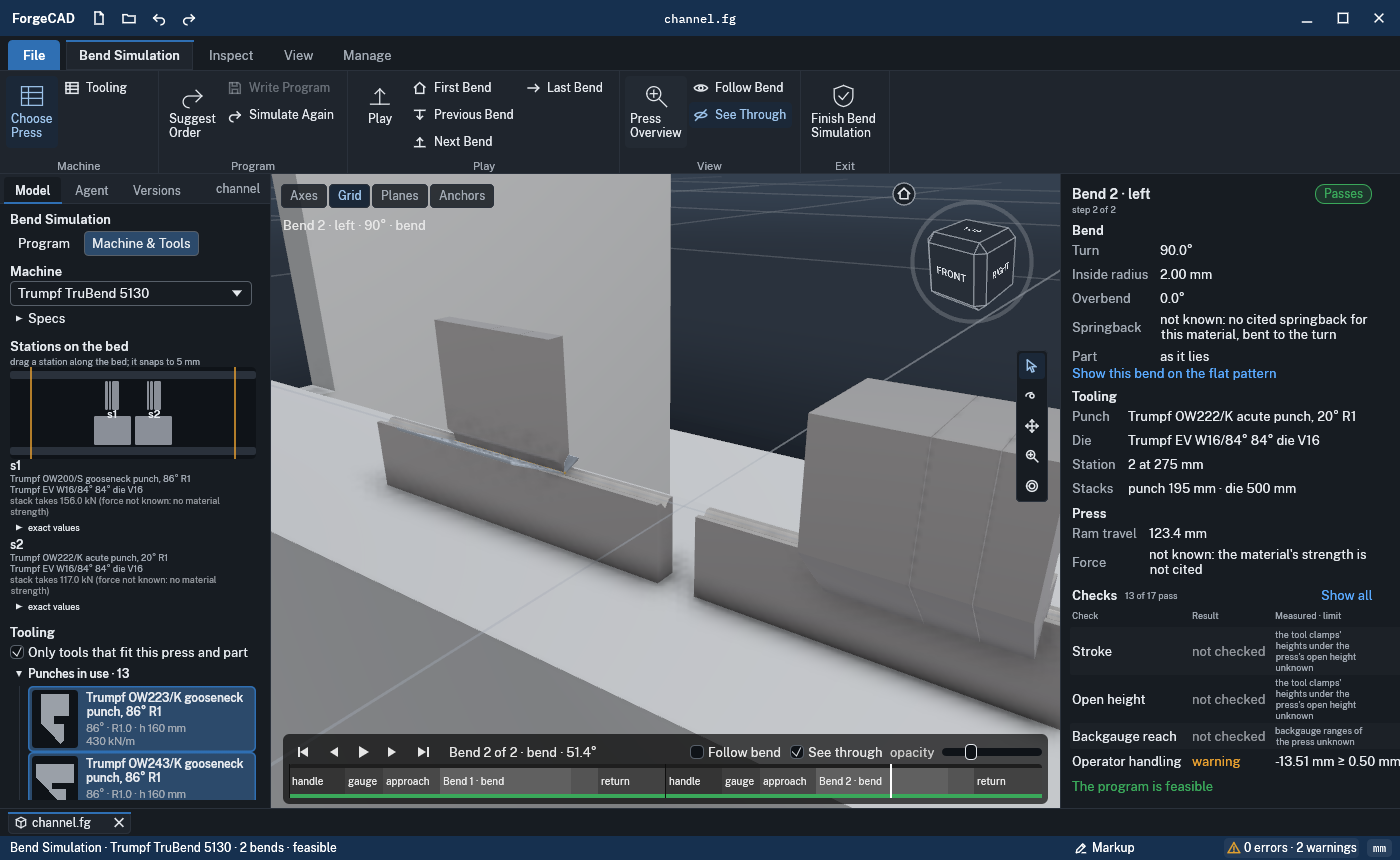 ForgeCAD
channel.fg
File
Bend Simulation
Inspect
View
Manage
Choose Press
Tooling
Machine
Suggest Order
Write Program
Simulate Again
Program
Play
First Bend
Previous Bend
Next Bend
Last Bend
Play
Press Overview
Follow Bend
See Through
View
Finish Bend Simulation
Exit
Model
Agent
Versions
channel
Bend Simulation
Program
Machine & Tools
Machine
Trumpf TruBend 5130
Specs
Stations on the bed
drag a station along the bed; it snaps to 5 mm
s1
s2
s1
Trumpf OW200/S gooseneck punch, 86° R1
Trumpf EV W16/84° 84° die V16
stack takes 156.0 kN (force not known: no material
strength)
exact values
s2
Trumpf OW222/K acute punch, 20° R1
Trumpf EV W16/84° 84° die V16
stack takes 117.0 kN (force not known: no material
strength)
exact values
Tooling
Only tools that fit this press and part
Punches in use · 13
Trumpf OW223/K gooseneck
punch, 86° R1
86° · R1.0 · h 160 mm
430 kN/m
Trumpf OW243/K gooseneck
punch, 86° R1
86° · R1.0 · h 160 mm
Axes
Grid
Planes
Anchors
Bend 2 · left · 90° · bend
FRONT
RIGHT
Bend 2 of 2 · bend · 51.4°
Follow bend
See through
opacity
handle
gauge
approach
Bend 1 · bend
return
handle
gauge
approach
Bend 2 · bend
return
Bend 2 · left
Passes
step 2 of 2
Bend
Turn 90.0°
Inside radius 2.00 mm
Overbend 0.0°
Springback not known: no cited springback for
this material, bent to the turn
Part as it lies
Show this bend on the flat pattern
Tooling
Punch Trumpf OW222/K acute punch, 20° R1
Die Trumpf EV W16/84° 84° die V16
Station 2 at 275 mm
Stacks punch 195 mm · die 500 mm
Press
Ram travel 123.4 mm
Force not known: the material's strength is
not cited
Checks 13 of 17 pass Show all
Check Result Measured · limit
Stroke not checked the tool clamps'
heights under the
press's open height
unknown
Open height not checked the tool clamps'
heights under the
press's open height
unknown
Backgauge reach not checked backgauge ranges of
the press unknown
Operator handling warning -13.51 mm ≥ 0.50 mm
The program is feasible
channel.fg
Bend Simulation · Trumpf TruBend 5130 · 2 bends · feasible
Markup
0 errors · 2 warnings
mm